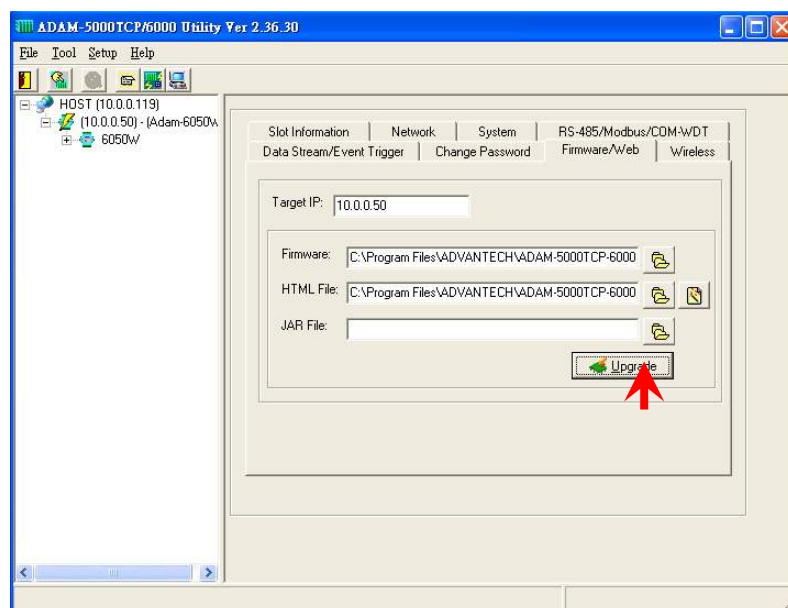 ADAM-5000TCP/6000 Utility Ver 2.36.30
File Tool Setup Help
HOST (10.0.0.119)
(10.0.0.50) - (Adam-6050W
6050W
Slot Information Network System RS-485/Modbus/COM-WDT
Data Stream/Event Trigger Change Password Firmware/Web Wireless
Target IP: 10.0.0.50
Firmware: C:\Program Files\ADVANTECH\ADAM-5000TCP-6000
HTML File: C:\Program Files\ADVANTECH\ADAM-5000TCP-6000
JAR File:
Upgrade